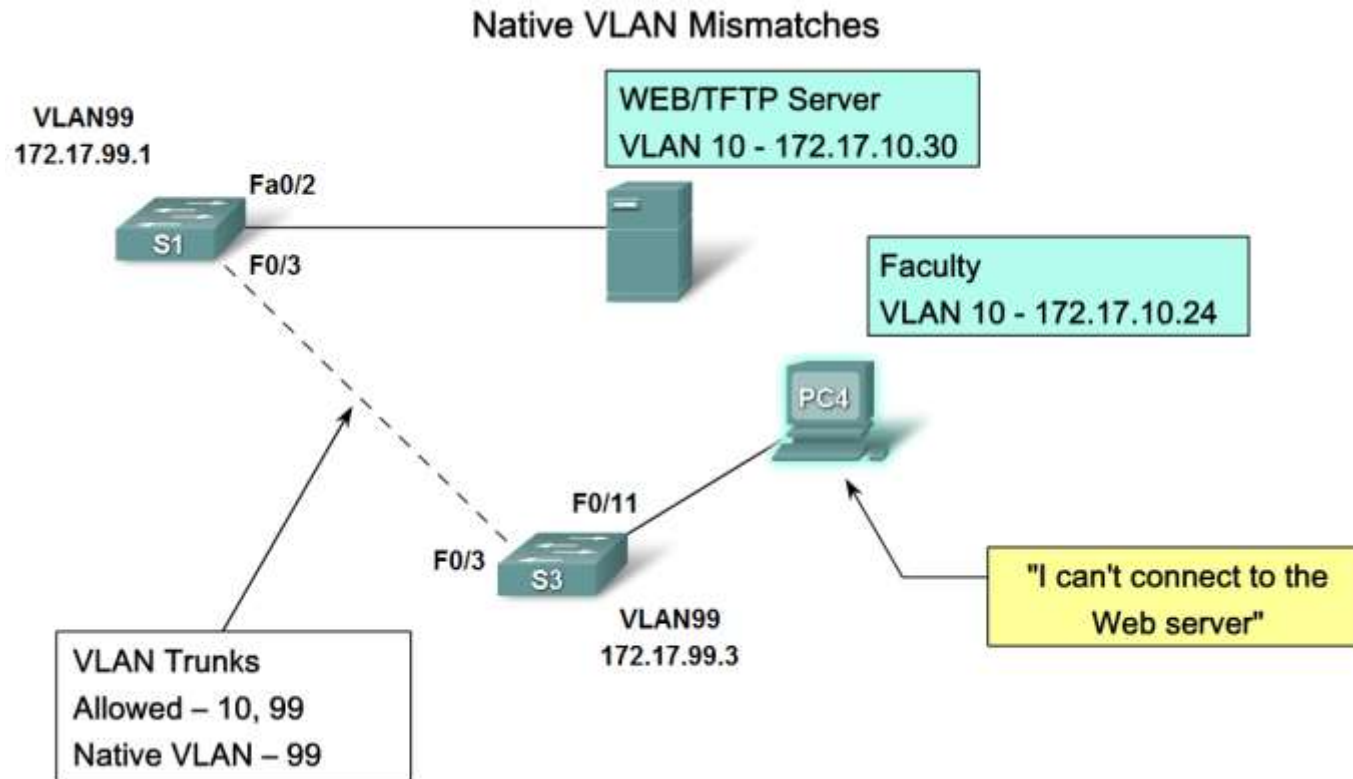 Native VLAN Mismatches
WEB/TFTP Server
VLAN 10 - 172.17.10.30
VLAN99
172.17.99.1
Fa0/2
S1
F0/3
Faculty
VLAN 10 - 172.17.10.24
PC4
F0/11
F0/3
S3
VLAN99
172.17.99.3
"I can't connect to the
Web server"
VLAN Trunks
Allowed – 10, 99
Native VLAN – 99